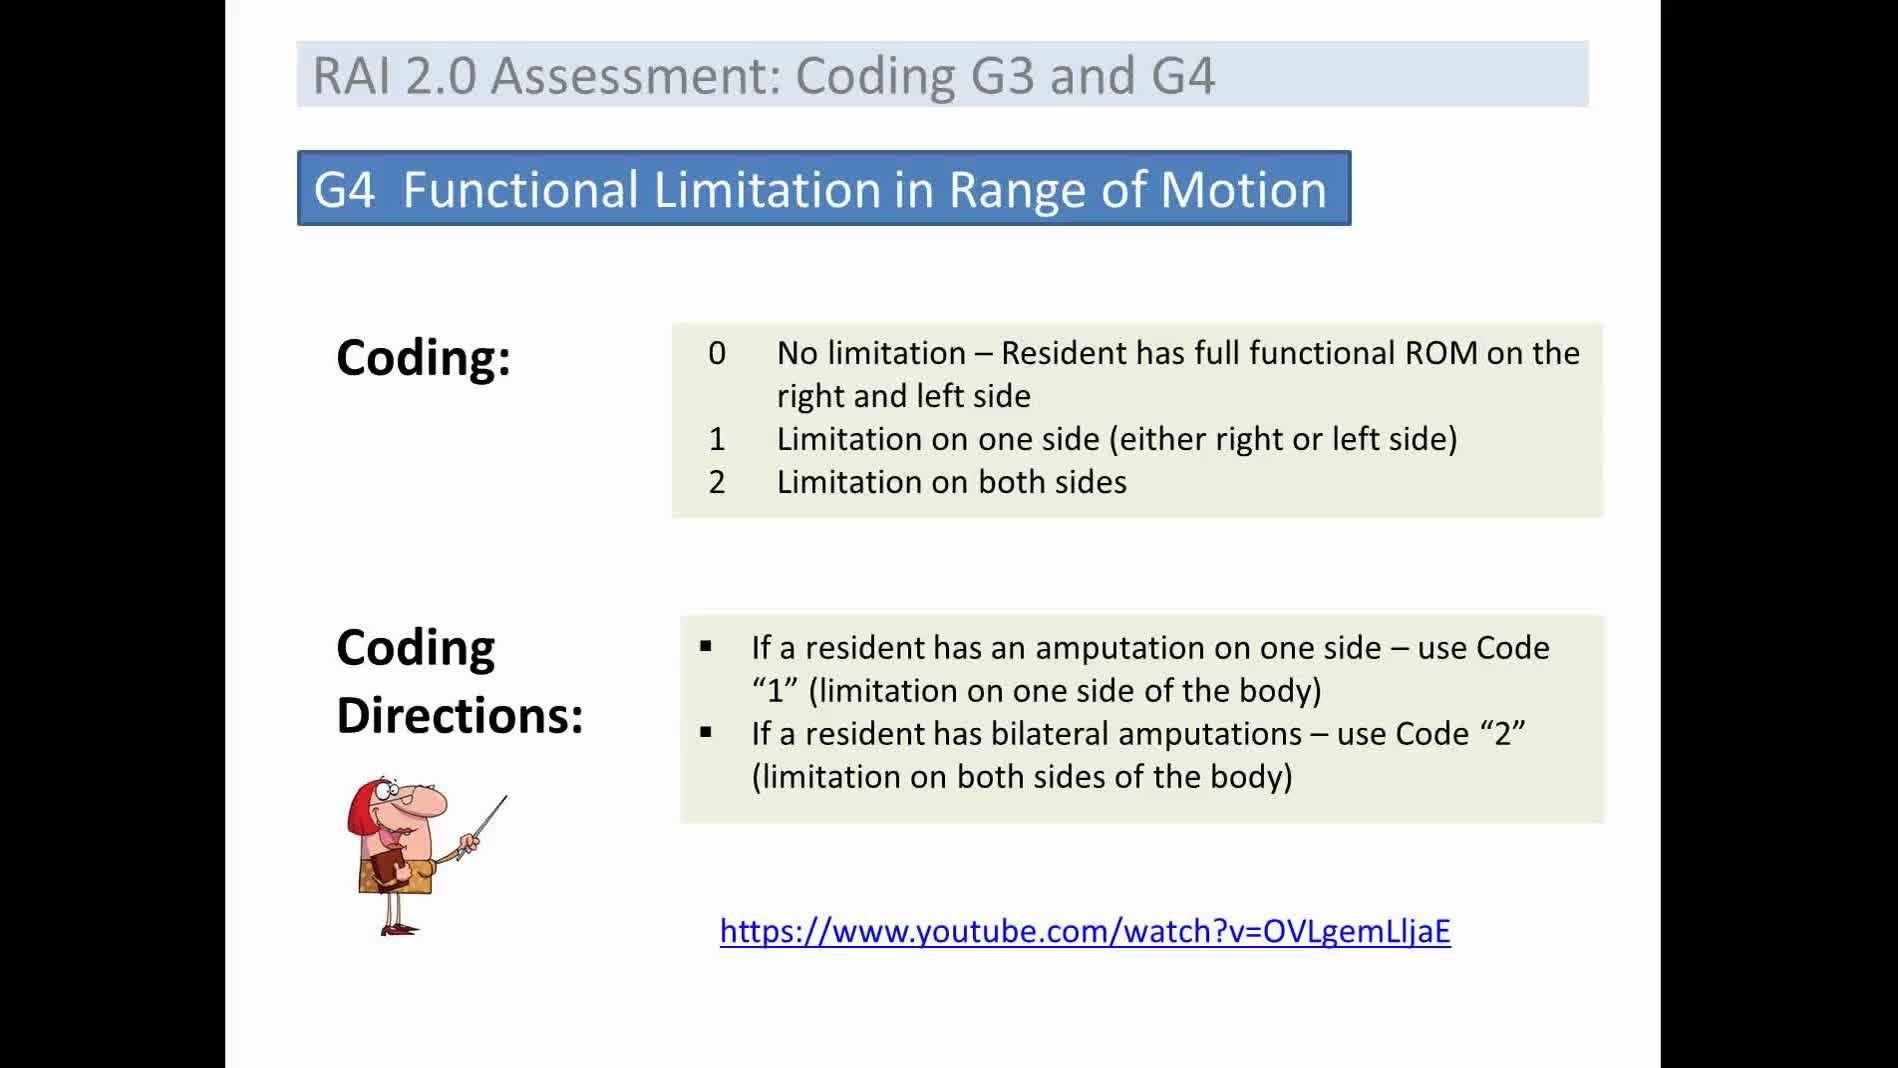 RAI 2.0 Assessment: Coding G3 and G4
G4 Functional Limitation in Range of Motion
Coding:
0 No limitation – Resident has full functional ROM on the
right and left side
1 Limitation on one side (either right or left side)
2 Limitation on both sides
Coding
Directions:
▪ If a resident has an amputation on one side – use Code
“1” (limitation on one side of the body)
▪ If a resident has bilateral amputations – use Code “2”
(limitation on both sides of the body)
https://www.youtube.com/watch?v=OVLgemLljaE